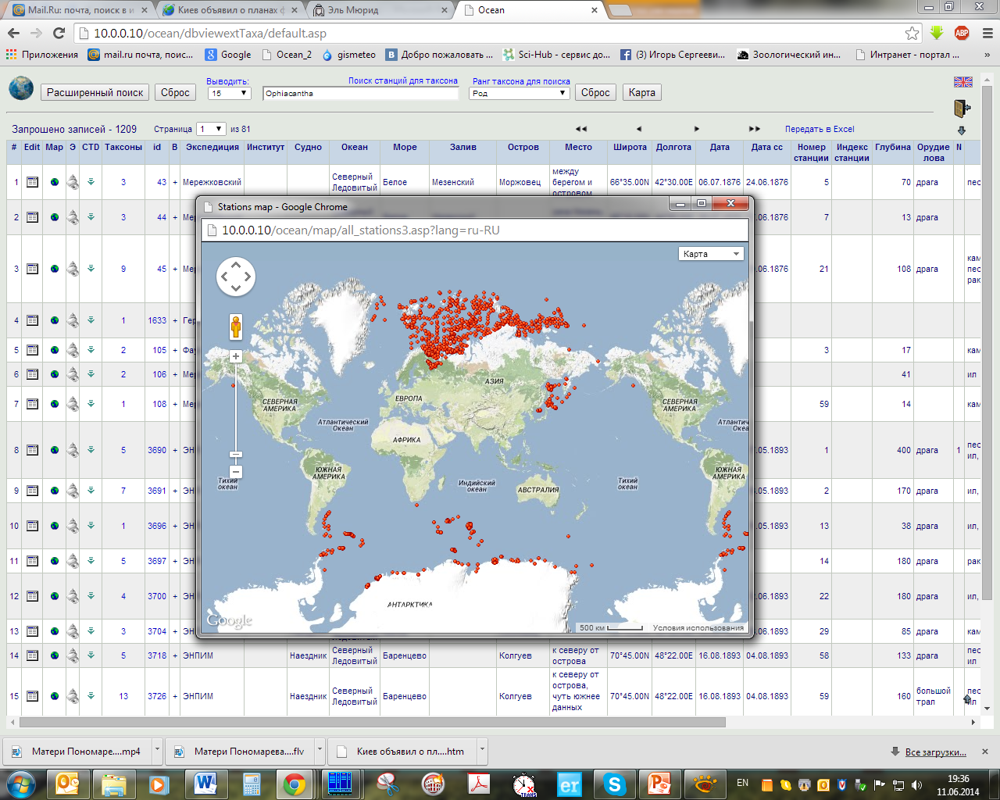 Mail.Ru: почта, поиск в и
Киев объявил о планах ф
Эль Мюрид
Ocean
10.0.0.10/ocean/dbviewextTaxa/default.asp
ABP
Приложения
mail.ru почта, поис...
Google
Ocean_2
gismeteo
Добро пожаловать ...
Sci-Hub - сервис до...
(3) Игорь Сергееви...
Зоологический ин...
Интранет - портал ...
»
Расширенный поиск
Сброс
Выводить:
15
Поиск станций для таксона
Ophiacantha
Ранг таксона для поиска
Род
Сброс
Карта
Запрошено записей - 1209
Страница 1 из 81
Передать в Excel
# Edit Map Э CTD Таксоны id В Экспедиция Институт Судно Океан Море Залив Остров Место Широта Долгота Дата Дата сс Номер станции Индекс станции Глубина Орудие лова N
1 3 43 + Мережковский Северный Ледовитый Белое Мезенский Моржовец между берегом и островом 66°35.00N 42°30.00E 06.07.1876 24.06.1876 5 70 драга пес
2 3 44 + Ме .06.1876 7 13 драга
3 9 45 + Ме .06.1876 21 108 драга кам пес рак
4 1 1633 + Гер
5 2 105 + Фау 3 17 кам
6 2 106 + Ме 41 ил
7 1 108 + Ме 59 14 кам
8 5 3690 + ЭН .05.1893 1 400 драга 1 пес ил,
9 7 3691 + ЭН .05.1893 2 170 драга ил,
10 1 3696 + ЭН .05.1893 13 38 драга ил,
11 5 3697 + ЭН 14 180 драга рак
12 4 3700 + ЭН 22 180 драга ил,
13 3 3704 + ЭН .06.1893 29 85 драга кам
14 5 3718 + ЭНПИМ Наездник Северный Ледовитый Баренцево Колгуев к северу от острова 70°45.00N 48°22.00E 16.08.1893 04.08.1893 58 133 драга пес ил
15 13 3726 + ЭНПИМ Наездник Северный Ледовитый Баренцево Колгуев к северу от острова, чуть южнее данных 70°45.00N 48°22.00E 16.08.1893 04.08.1893 59 160 большой трал пес ил
Stations map - Google Chrome
10.0.0.10/ocean/map/all_stations3.asp?lang=ru-RU
Карта
АЗИЯ
СЕВЕРНАЯ АМЕРИКА
ЕВРОПА
СЕВЕРНАЯ АМЕРИКА
Атлантический Океан
Атлантич Океан
АФРИКА
ЮЖНАЯ АМЕРИКА
ЮЖНАЯ АМЕРИКА
Тихий океан
Индийский океан
АВСТРАЛИЯ
Тихий океан
АНТАРКТИКА
Google
500 км
Условия использования
Матери Пономаре....mp4
Матери Пономарева....flv
Киев объявил о пл....htm
Все загрузки...
EN
19:36
11.06.2014